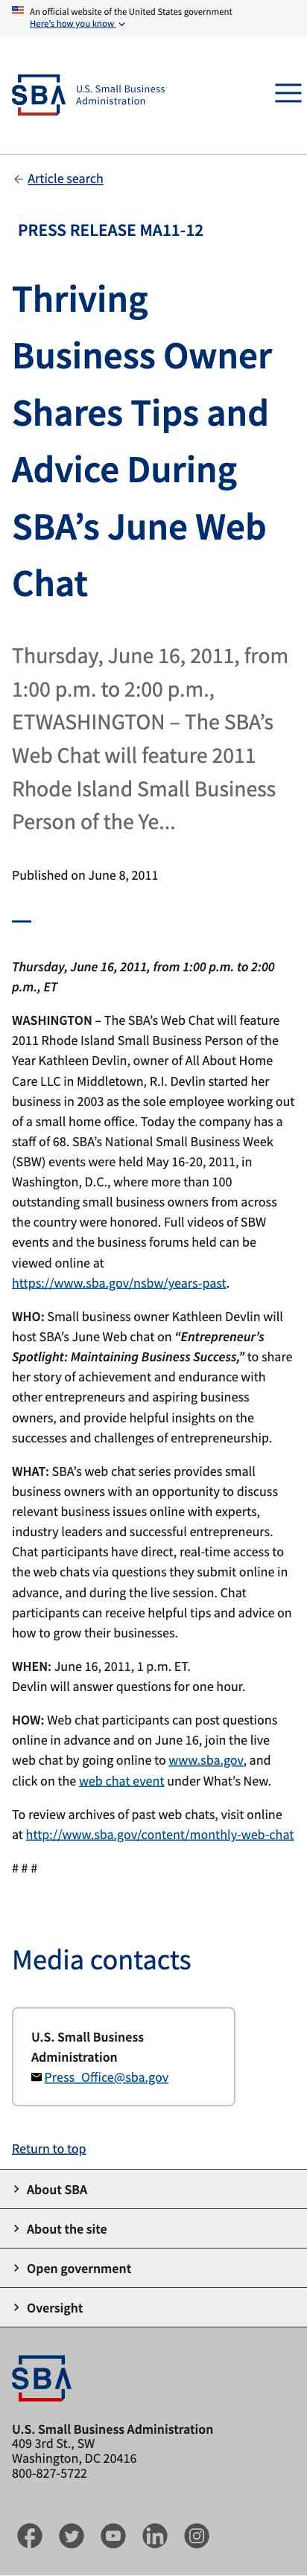 An official website of the United States government
Here's how you know
SBA
U.S. Small Business
Administration
Article search
PRESS RELEASE MA11-12
Thriving
Business Owner
Shares Tips and
Advice During
SBA's June Web
Chat
Thursday, June 16, 2011, from
1:00 p.m. to 2:00 p.m.,
ETWASHINGTON – The SBA's
Web Chat will feature 2011
Rhode Island Small Business
Person of the Ye...
Published on June 8, 2011
Thursday, June 16, 2011, from 1:00 p.m. to 2:00
p.m., ET
WASHINGTON – The SBA's Web Chat will feature
2011 Rhode Island Small Business Person of the
Year Kathleen Devlin, owner of All About Home
Care LLC in Middletown, R.I. Devlin started her
business in 2003 as the sole employee working out
of a small home office. Today the company has a
staff of 68. SBA's National Small Business Week
(SBW) events were held May 16-20, 2011, in
Washington, D.C., where more than 100
outstanding small business owners from across
the country were honored. Full videos of SBW
events and the business forums held can be
viewed online at
https://www.sba.gov/nsbw/years-past.
WHO: Small business owner Kathleen Devlin will
host SBA's June Web chat on "Entrepreneur's
Spotlight: Maintaining Business Success," to share
her story of achievement and endurance with
other entrepreneurs and aspiring business
owners, and provide helpful insights on the
successes and challenges of entrepreneurship.
WHAT: SBA's web chat series provides small
business owners with an opportunity to discuss
relevant business issues online with experts,
industry leaders and successful entrepreneurs.
Chat participants have direct, real-time access to
the web chats via questions they submit online in
advance, and during the live session. Chat
participants can receive helpful tips and advice on
how to grow their businesses.
WHEN: June 16, 2011, 1 p.m. ET.
Devlin will answer questions for one hour.
HOW: Web chat participants can post questions
online in advance and on June 16, join the live
web chat by going online to www.sba.gov, and
click on the web chat event under What's New.
To review archives of past web chats, visit online
at http://www.sba.gov/content/monthly-web-chat
# # #
Media contacts
U.S. Small Business
Administration
Press_Office@sba.gov
Return to top
About SBA
About the site
Open government
Oversight
SBA
U.S. Small Business Administration
409 3rd St., SW
Washington, DC 20416
800-827-5722